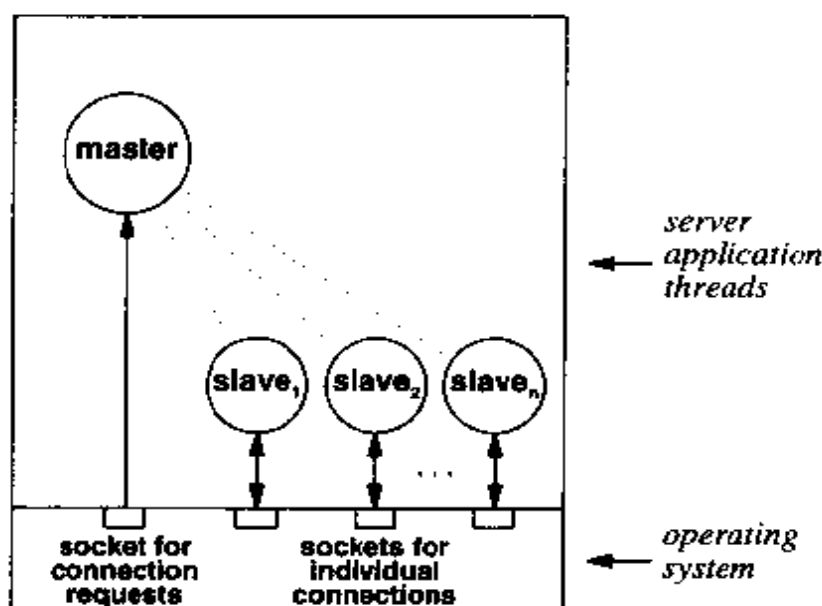 master
server
application
threads
slave₁
slave₂
slaveₙ
...
socket for
connection
requests
sockets for
individual
connections
operating
system